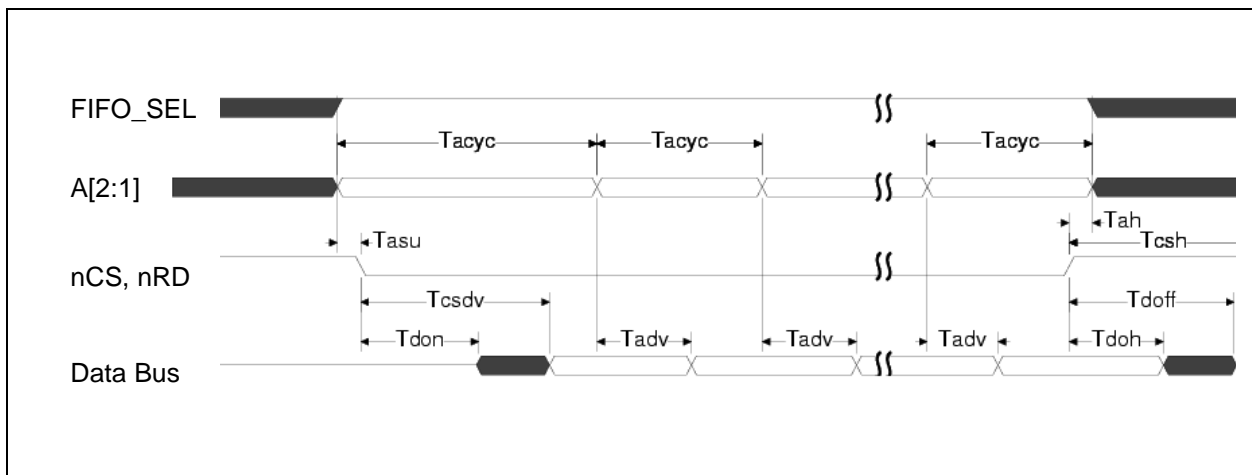 FIFO_SEL
Tacyc Tacyc Tacyc
A[2:1]
Tah
Tasu Tcsh
nCS, nRD
Tcsdv Tdoff
Tdon Tadv Tadv Tadv Tdoh
Data Bus